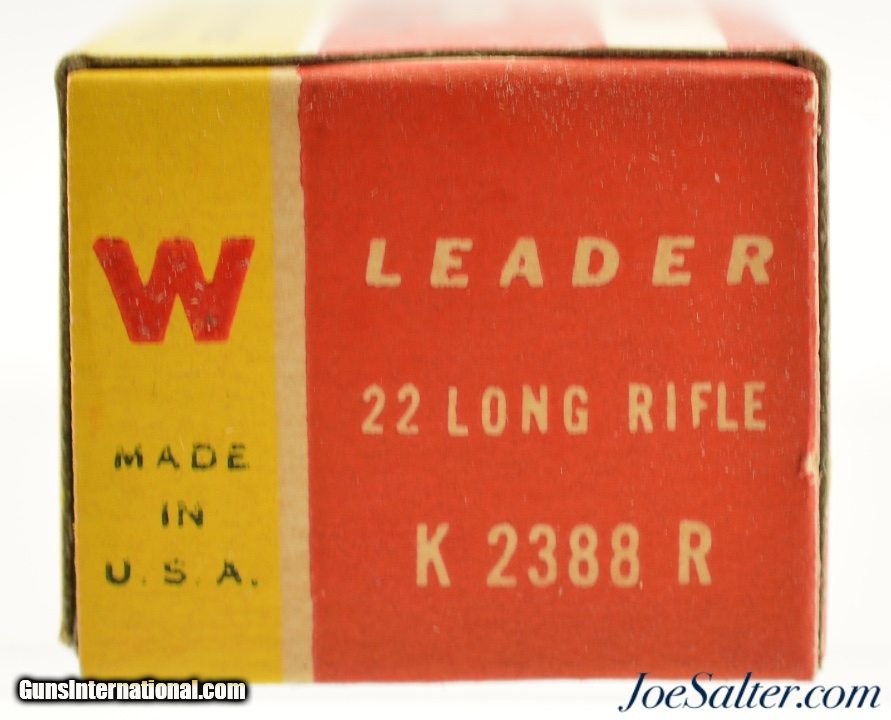 W
MADE
IN
U.S.A.
LEADER
22 LONG RIFLE
K 2388 R
GunsInternational.com
JoeSalter.com